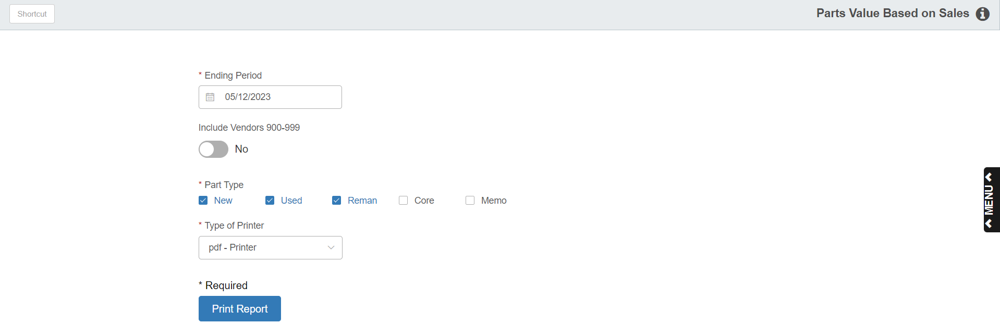 Shortcut
Parts Value Based on Sales
* Ending Period
05/12/2023
Include Vendors 900-999
No
* Part Type
New Used Reman Core Memo
* Type of Printer
pdf - Printer
* Required
Print Report
MENU